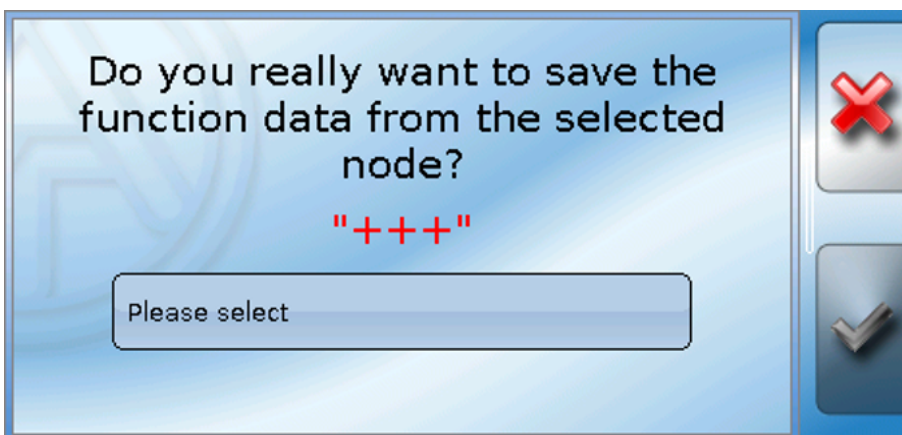 Do you really want to save the
function data from the selected
node?
"+++"
Please select